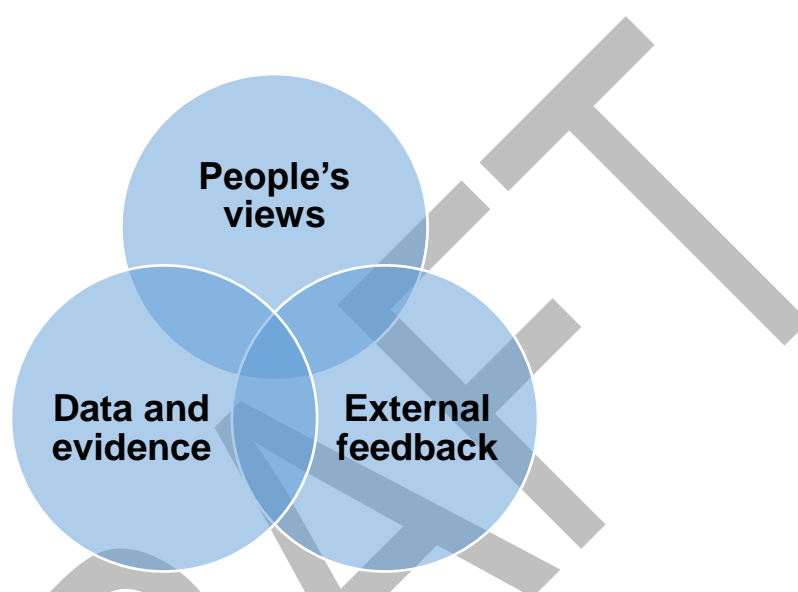 People’s
views
Data and
evidence
External
feedback